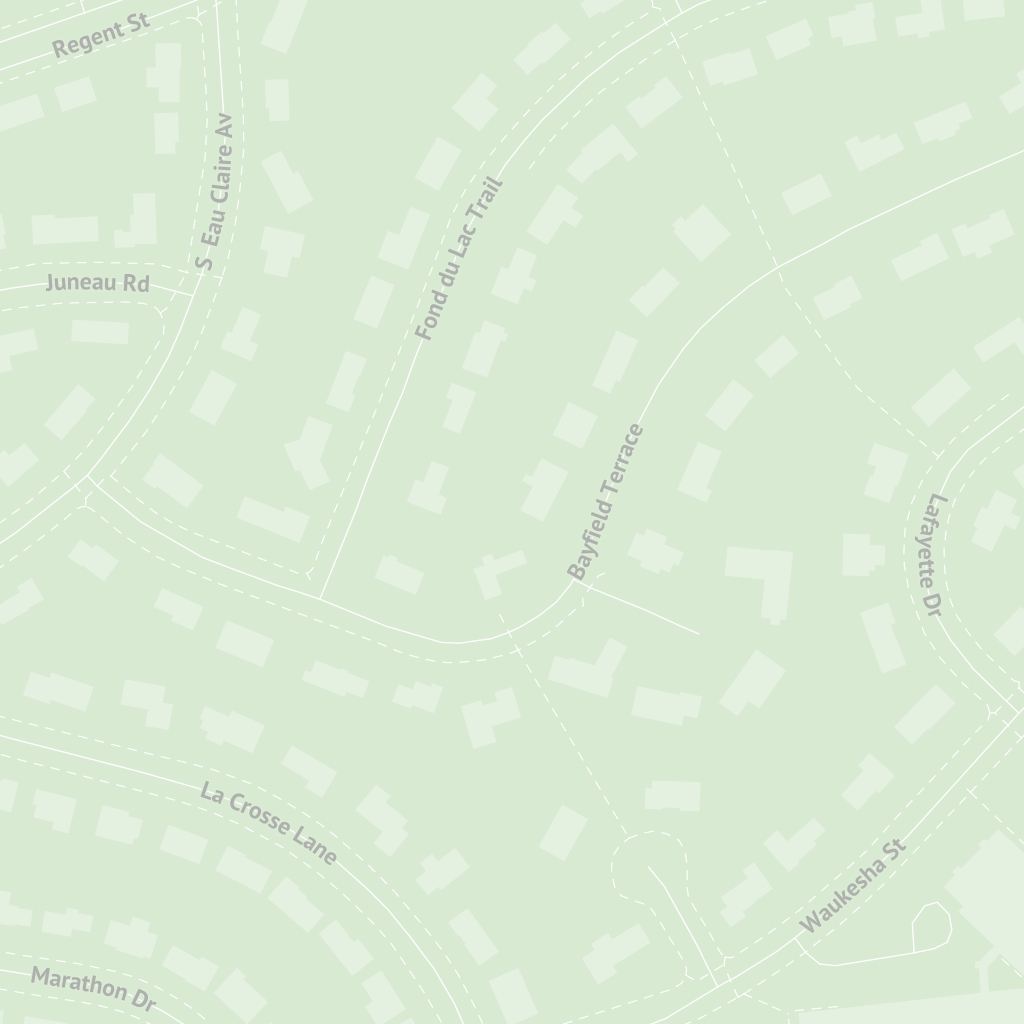 Regent St
S Eau Claire Av
Juneau Rd
Fond du Lac Trail
Bayfield Terrace
Lafayette Dr
La Crosse Lane
Waukesha St
Marathon Dr